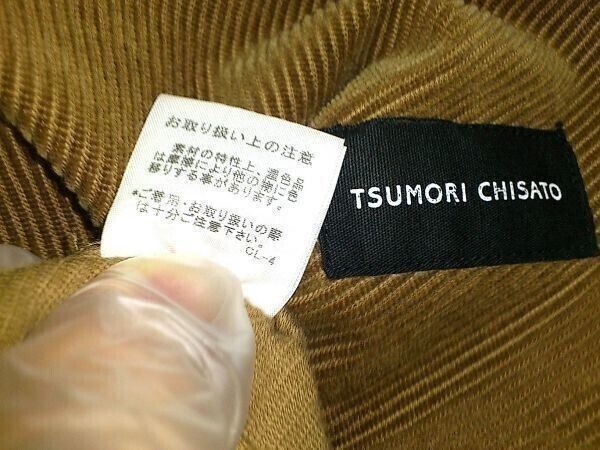 お取り扱い上の注意
素材の特性上、濃色品
は摩擦により他の物に色
移りする事があります。
*ご着用・お取り扱いの際
は十分ご注意下さい。
CL-4
TSUMORI CHISATO